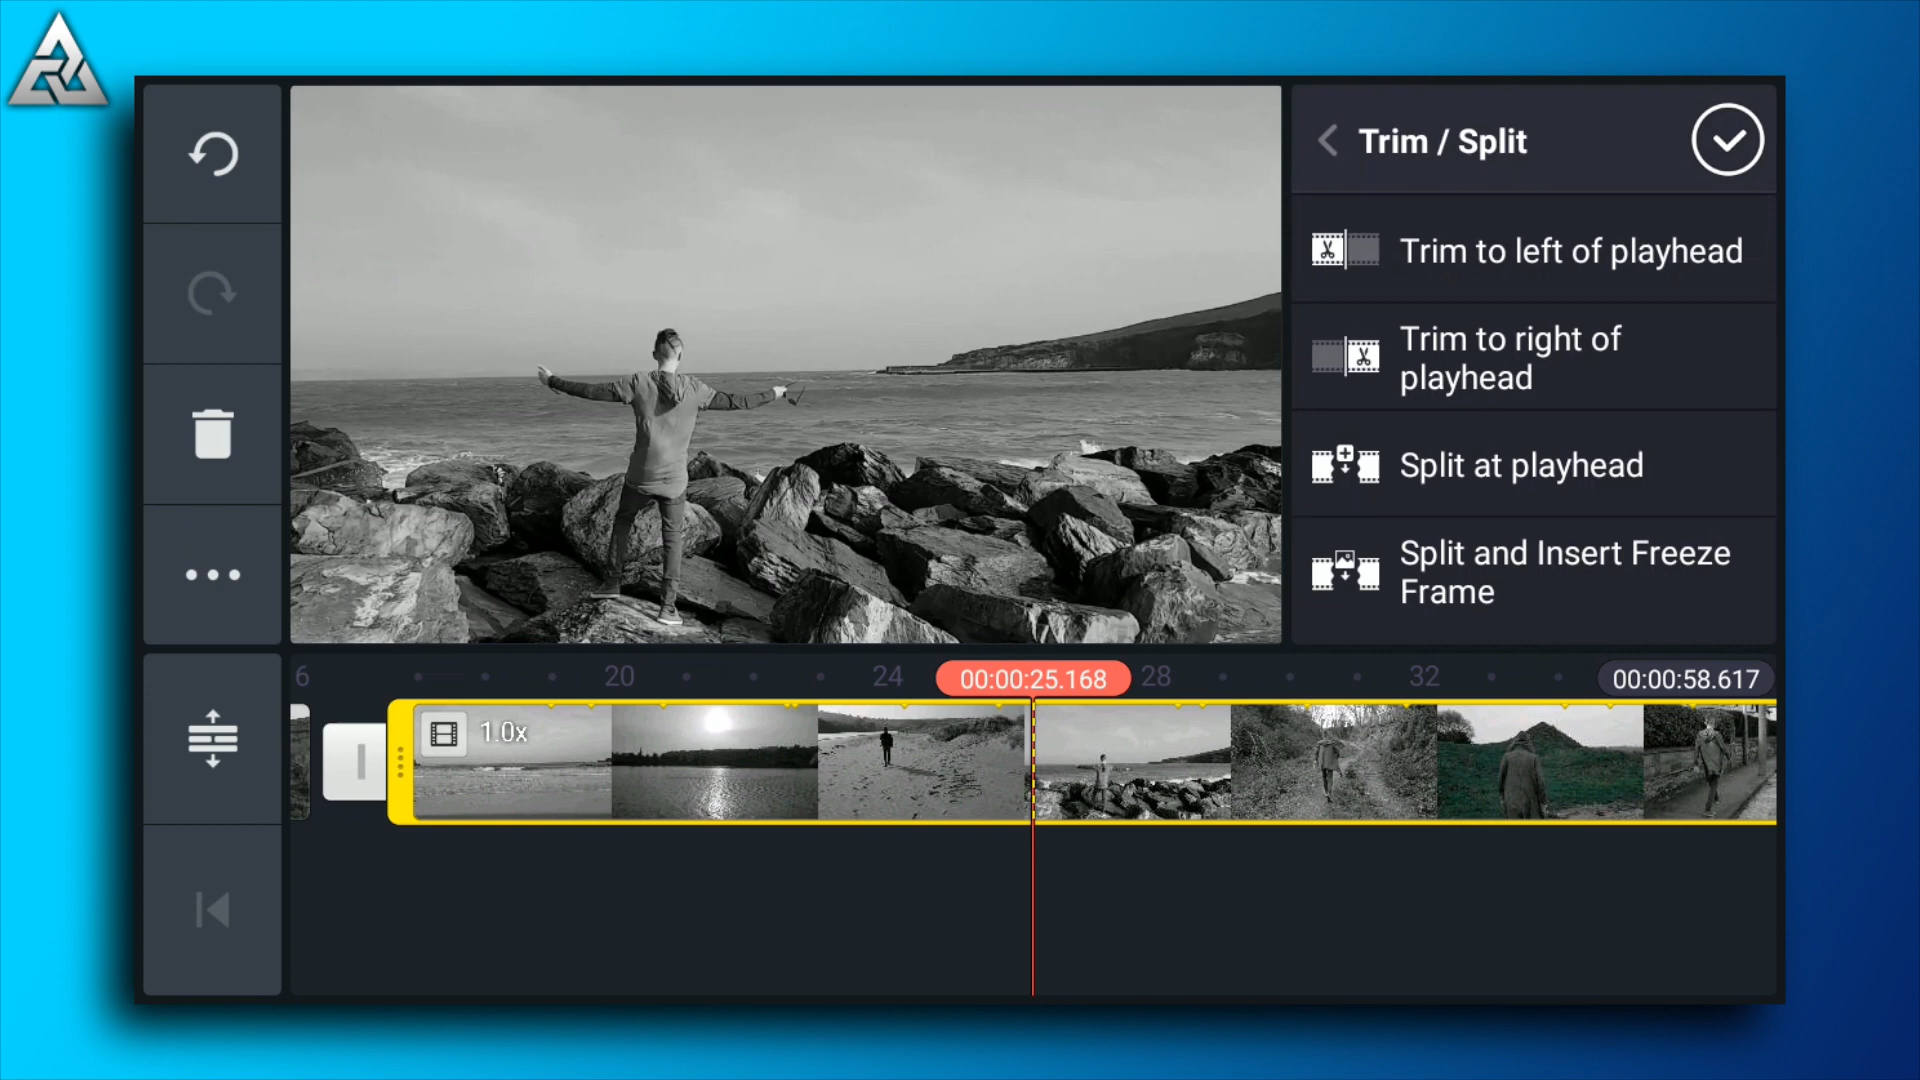 Trim / Split
Trim to left of playhead
Trim to right of
playhead
Split at playhead
Split and Insert Freeze
Frame
6 20 24 00:00:25.168 28 32 00:00:58.617
1.0x